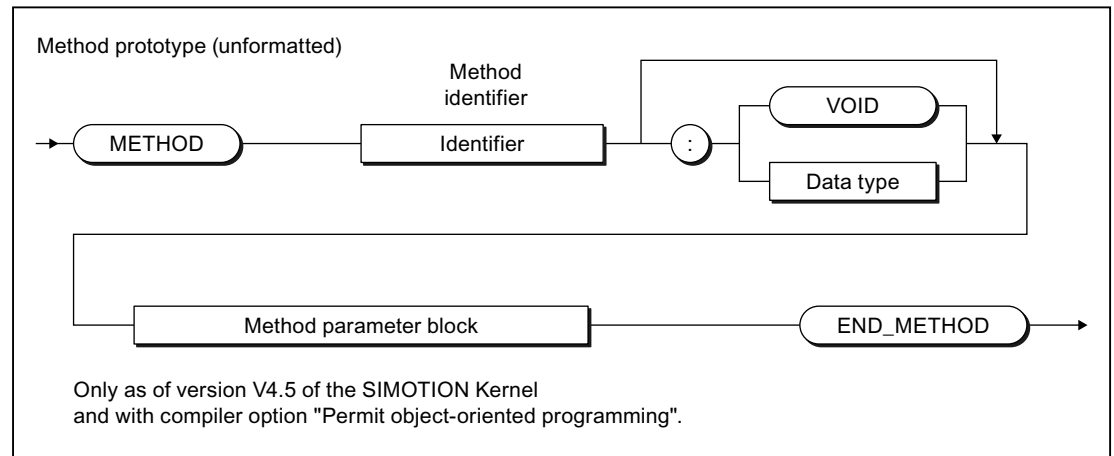 Method prototype (unformatted)
Method
identifier
VOID
METHOD
Identifier
:
Data type
Method parameter block
END_METHOD
Only as of version V4.5 of the SIMOTION Kernel
and with compiler option "Permit object-oriented programming".